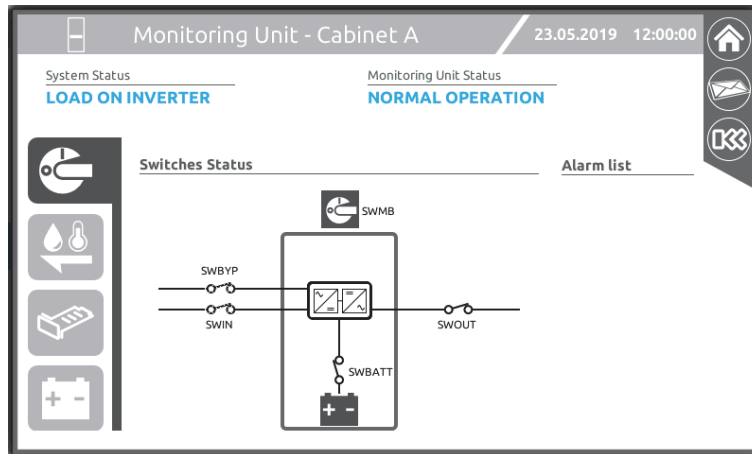 Monitoring Unit - Cabinet A
23.05.2019 12:00:00
System Status
LOAD ON INVERTER
Monitoring Unit Status
NORMAL OPERATION
Switches Status
Alarm list
SWMB
SWBYP
SWIN
SWOUT
SWBATT